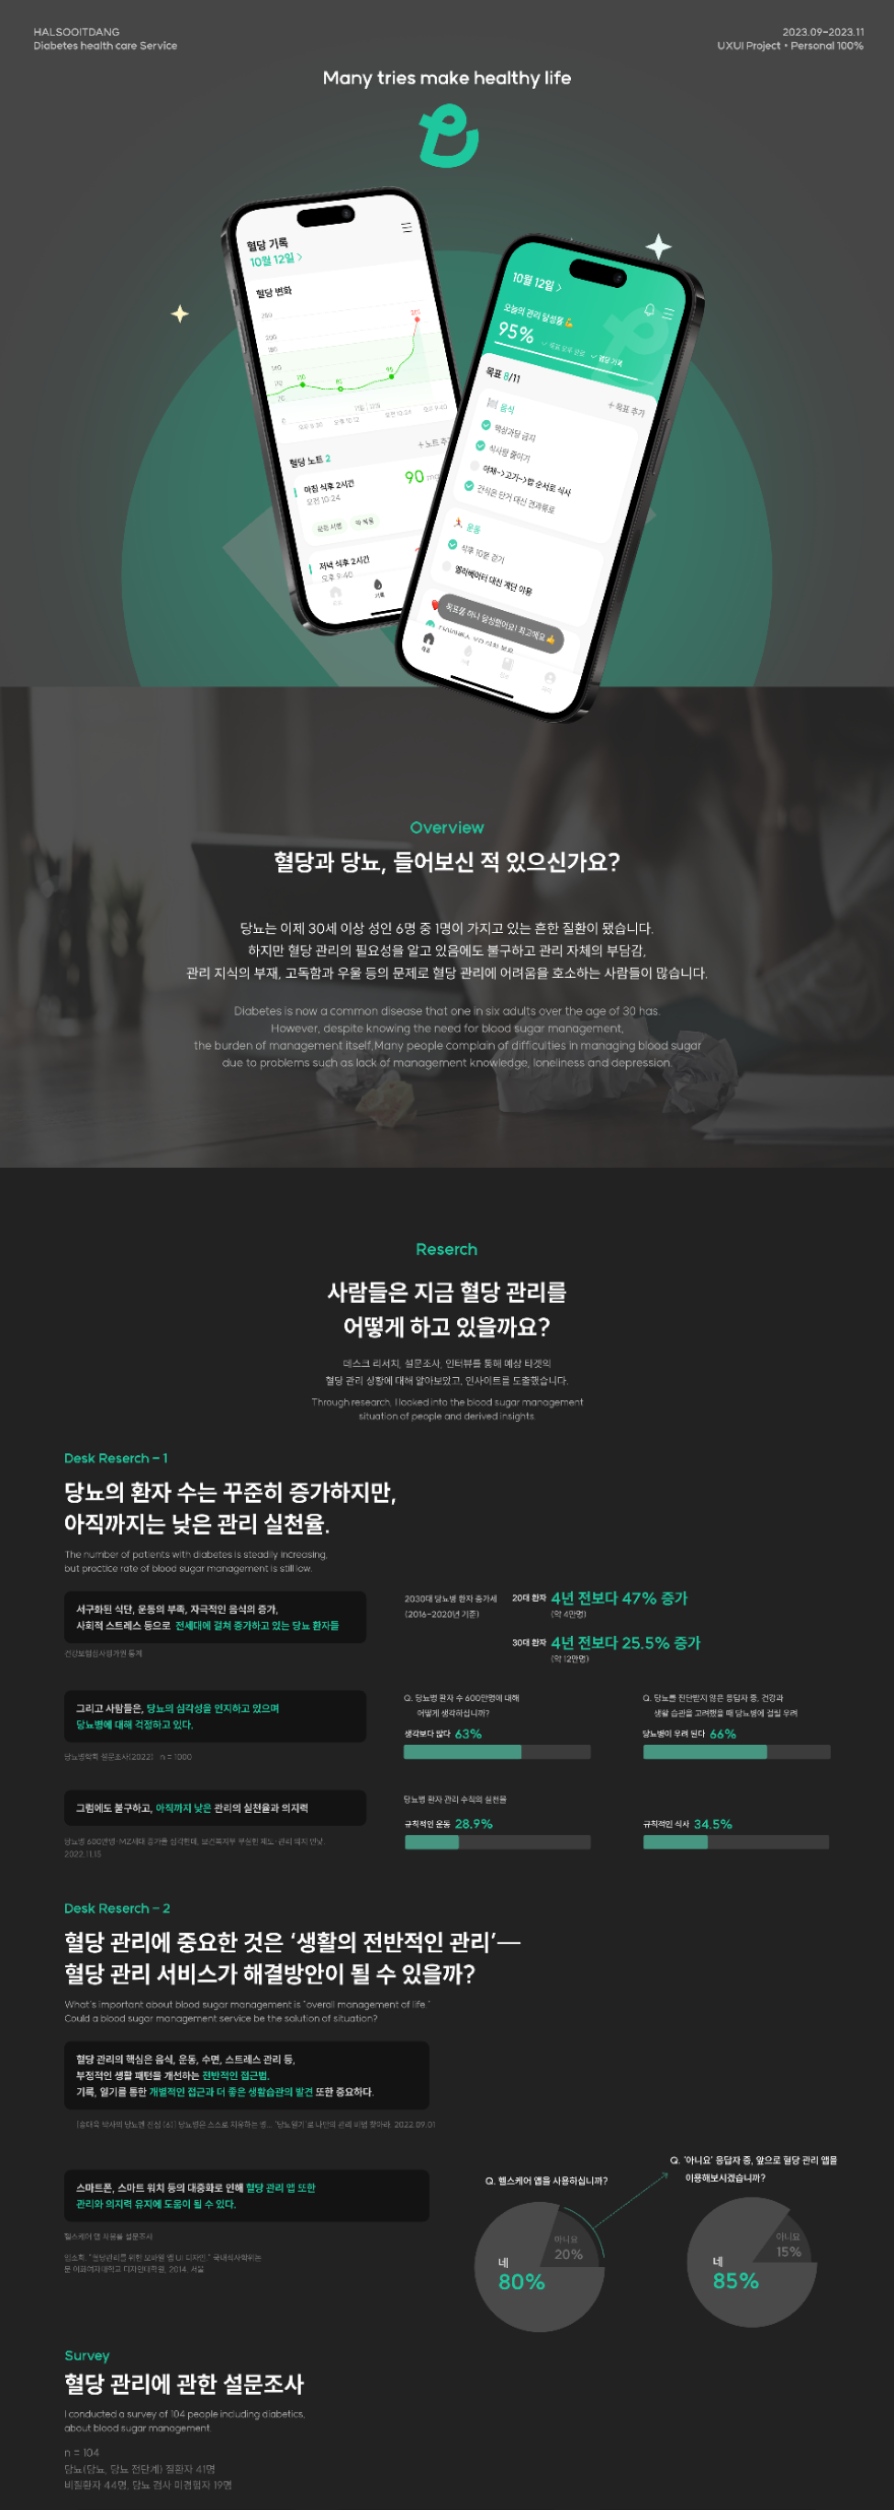 HALSOOITDANG
Diabetes health care Service
2023.09-2023.11
UXUI Project • Personal 100%
Many tries make healthy life
혈당 기록
10월 12일 >
혈당 변화
혈당 노트 2
아침 식후 2시간
오전 10:24
90
저녁 식후 2시간
오후 9:40
10월 12일 >
오늘의 관리 달성률
95%
목표 8/11
+ 목표 추가
음식
액상과당 금지
식사량 줄이기
야채->고기->밥 순서로 식사
간식은 단거 대신 견과류로
운동
식후 10분 걷기
엘리베이터 대신 계단 이용
목표를 하나 달성했어요! 최고예요
Overview
혈당과 당뇨, 들어보신 적 있으신가요?
당뇨는 이제 30세 이상 성인 6명 중 1명이 가지고 있는 흔한 질환이 됐습니다.
하지만 혈당 관리의 필요성을 알고 있음에도 불구하고 관리 자체의 부담감,
관리 지식의 부재, 고독함과 우울 등의 문제로 혈당 관리에 어려움을 호소하는 사람들이 많습니다.
Diabetes is now a common disease that one in six adults over the age of 30 has.
However, despite knowing the need for blood sugar management,
the burden of management itself,Many people complain of difficulties in managing blood sugar
due to problems such as lack of management knowledge, loneliness and depression.
Reserch
사람들은 지금 혈당 관리를
어떻게 하고 있을까요?
데스크 리서치, 설문조사, 인터뷰를 통해 예상 타겟의
혈당 관리 상황에 대해 알아보았고, 인사이트를 도출했습니다.
Through research, I looked into the blood sugar management
situation of people and derived insights.
Desk Reserch - 1
당뇨의 환자 수는 꾸준히 증가하지만,
아직까지는 낮은 관리 실천율.
The number of patients with diabetes is steadily increasing,
but practice rate of blood sugar management is still low.
서구화된 식단, 운동의 부족, 자극적인 음식의 증가,
사회적 스트레스 등으로 전세대에 걸쳐 증가하고 있는 당뇨 환자들
건강보험심사평가원 통계
2030대 당뇨병 환자 증가세
(2016-2020년 기준)
20대 환자 4년 전보다 47% 증가
(약 4만명)
30대 환자 4년 전보다 25.5% 증가
(약 12만명)
그리고 사람들은, 당뇨의 심각성을 인지하고 있으며
당뇨병에 대해 걱정하고 있다.
당뇨병학회 설문조사(2022) n = 1000
Q. 당뇨병 환자 수 600만명에 대해
어떻게 생각하십니까?
생각보다 많다 63%
Q. 당뇨를 진단받지 않은 응답자 중, 건강과
생활 습관을 고려했을 때 당뇨병에 걸릴 우려
당뇨병이 우려 된다 66%
그럼에도 불구하고, 아직까지 낮은 관리의 실천율과 의지력
2022.11.15
당뇨병 환자 관리 수칙의 실천율
규칙적인 운동 28.9%
규칙적인 식사 34.5%
Desk Reserch - 2
혈당 관리에 중요한 것은 ‘생활의 전반적인 관리’—
혈당 관리 서비스가 해결방안이 될 수 있을까?
What's important about blood sugar management is "overall management of life."
Could a blood sugar management service be the solution of situation?
혈당 관리의 핵심은 음식, 운동, 수면, 스트레스 관리 등,
부정적인 생활 패턴을 개선하는 전반적인 접근법.
기록, 일기를 통한 개별적인 접근과 더 좋은 생활습관의 발견 또한 중요하다.
스마트폰, 스마트 워치 등의 대중화로 인해 혈당 관리 앱 또한
관리와 의지력 유지에 도움이 될 수 있다.
헬스케어 앱 사용률 설문조사
Q. 헬스케어 앱을 사용하십니까?
아니요
20%
네
80%
Q. ‘아니요’ 응답자 중, 앞으로 혈당 관리 앱을
이용해보시겠습니까?
아니요
15%
네
85%
Survey
혈당 관리에 관한 설문조사
I conducted a survey of 104 people including diabetics,
about blood sugar management.
n = 104
당뇨(당뇨, 당뇨 전단계) 질환자 41명
비질환자 44명, 당뇨 검사 미경험자 19명